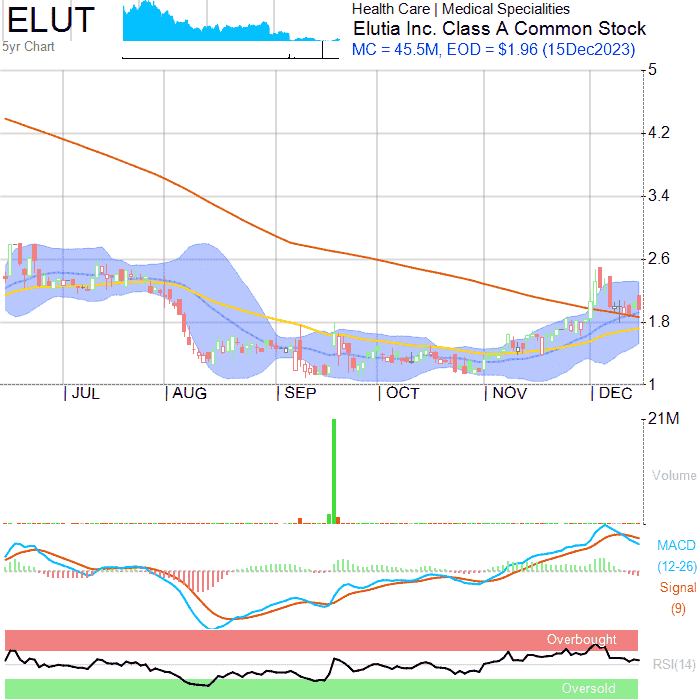 ELUT
5yr Chart
Health Care | Medical Specialities
Elutia Inc. Class A Common Stock
MC = 45.5M, EOD = $1.96 (15Dec2023)
5
4.2
3.4
2.6
1.8
1
JUL AUG SEP OCT NOV DEC
21M
Volume
MACD
(12-26)
Signal
(9)
Overbought
RSI(14)
Oversold